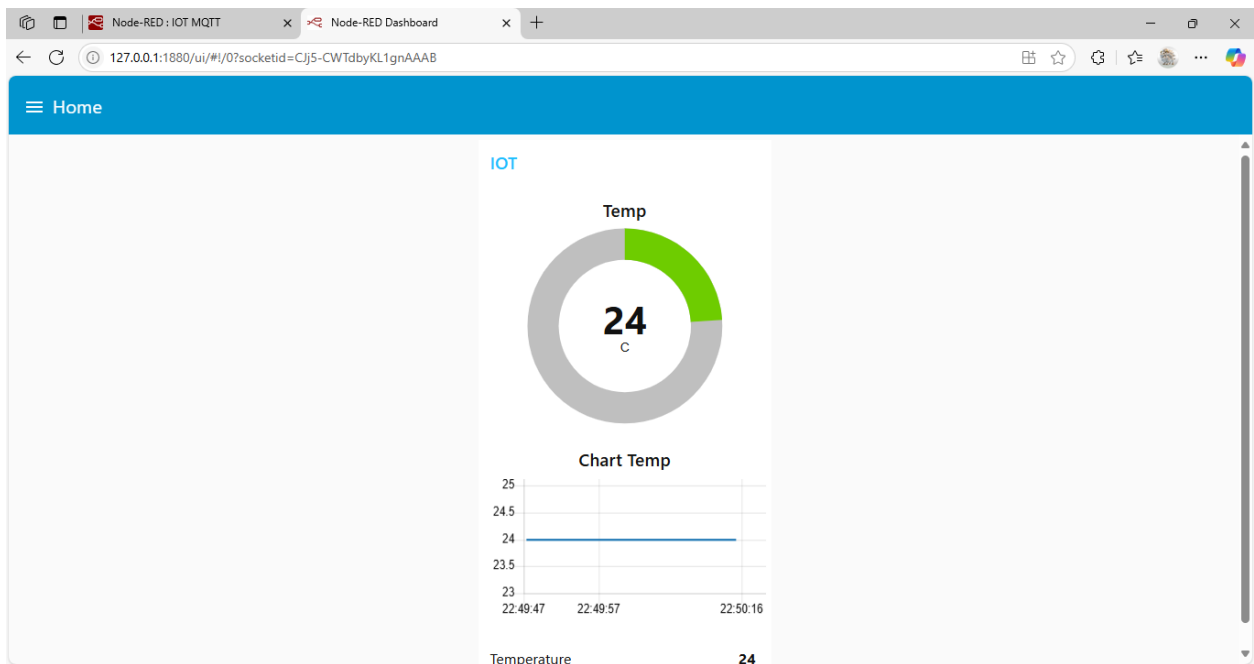 Node-RED : IOT MQTT
Node-RED Dashboard
127.0.0.1:1880/ui/#!/0?socketid=CJj5-CWTdbyKL1gnAAAB
Home
IOT
Temp
24
C
Chart Temp
25
24.5
24
23.5
23
22:49:47 22:49:57 22:50:16
Temperature 24